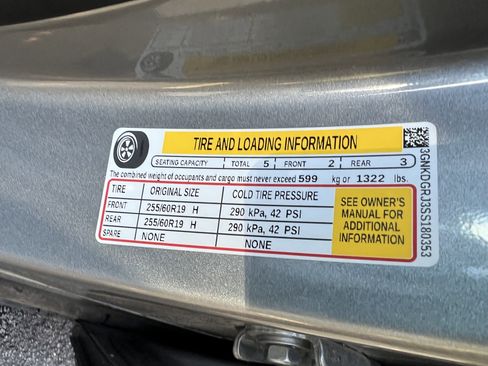 TIRE AND LOADING INFORMATION
SEATING CAPACITY TOTAL 5 FRONT 2 REAR 3
The combined weight of occupants and cargo must never exceed 599 kg or 1322 lbs.
TIRE ORIGINAL SIZE COLD TIRE PRESSURE
FRONT 255/60R19 H 290 kPa, 42 PSI
REAR 255/60R19 H 290 kPa, 42 PSI
SPARE NONE NONE
SEE OWNER'S
MANUAL FOR
ADDITIONAL
INFORMATION
3GNKDGRJ3SS180353